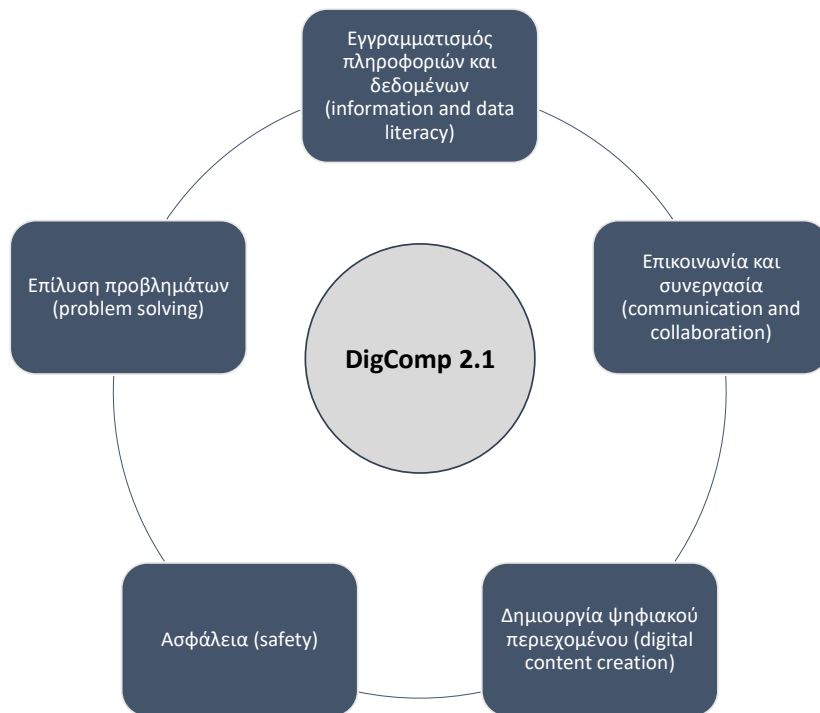 Εγγραμματισμός
πληροφοριών και
δεδομένων
(information and data
literacy)
Επικοινωνία και
συνεργασία
(communication and
collaboration)
Δημιουργία ψηφιακού
περιεχομένου (digital
content creation)
Ασφάλεια (safety)
Επίλυση προβλημάτων
(problem solving)
DigComp 2.1